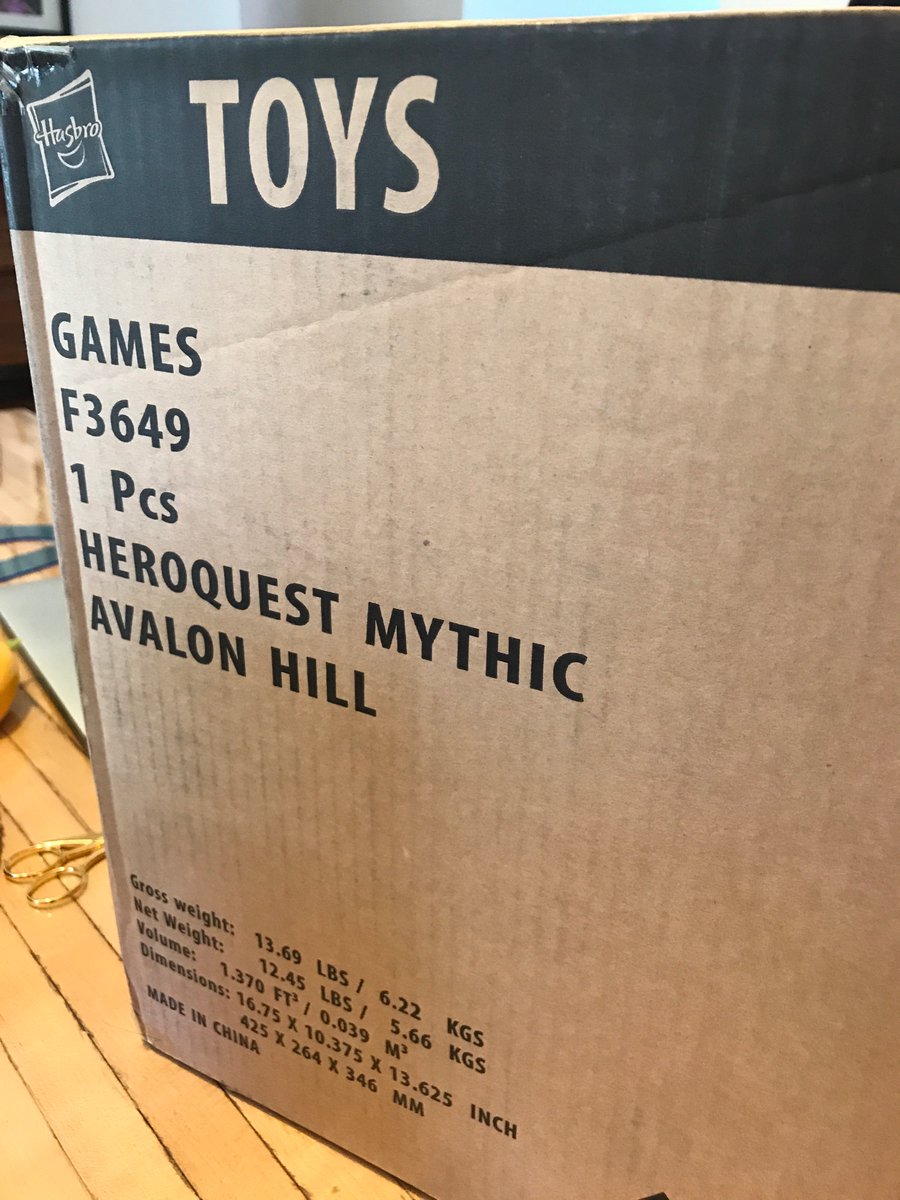 Hasbro
TOYS
GAMES
F3649
1 Pcs
HEROQUEST MYTHIC
AVALON HILL
Gross weight: 13.69 LBS / 6.22 KGS
Net Weight: 12.45 LBS / 5.66 KGS
Volume: 1.370 FT³ / 0.039 M³
Dimensions: 16.75 X 10.375 X 13.625 INCH
425 X 264 X 346 MM
MADE IN CHINA